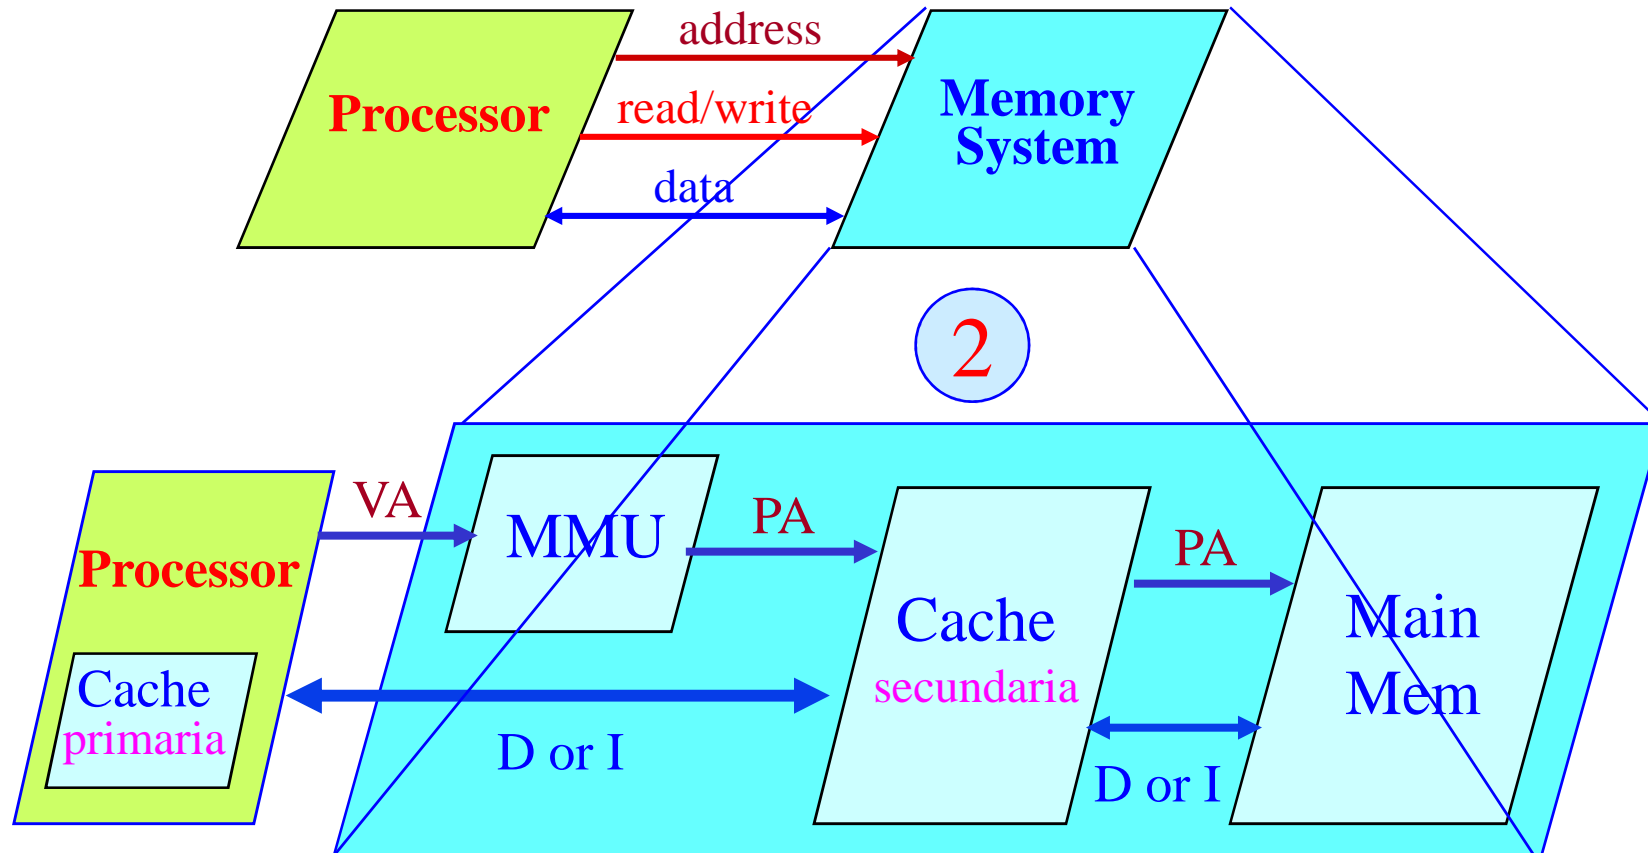 address
Processor
read/write
Memory
System
data
2
VA
MMU
PA
PA
Processor
Cache
secundaria
Main
Mem
Cache
primaria
D or I
D or I